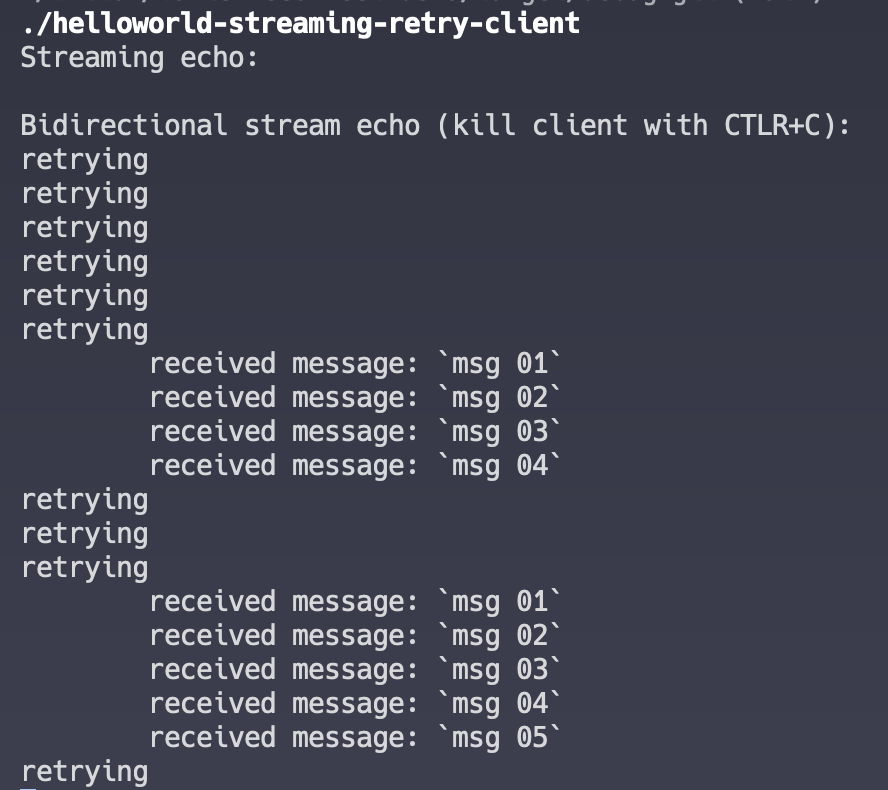 ./helloworld-streaming-retry-client
Streaming echo:
Bidirectional stream echo (kill client with CTLR+C):
retrying
retrying
retrying
retrying
retrying
retrying
received message: `msg 01`
received message: `msg 02`
received message: `msg 03`
received message: `msg 04`
retrying
retrying
retrying
received message: `msg 01`
received message: `msg 02`
received message: `msg 03`
received message: `msg 04`
received message: `msg 05`
retrying